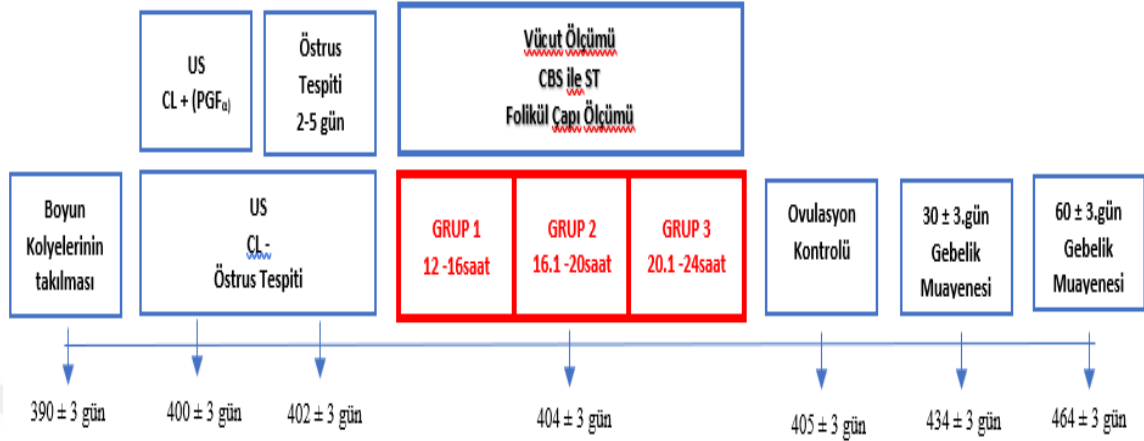 US
CL + (PGFα)
Östrus
Tespiti
2-5 gün
Vücut Ölçümü
CBS ile ST
Folikül Çapı Ölçümü
Boyun
Kolyelerinin
takılması
US
CL -
Östrus Tespiti
GRUP 1
12 -16saat
GRUP 2
16.1 -20saat
GRUP 3
20.1 -24saat
Ovulasyon
Kontrolü
30 ± 3.gün
Gebelik
Muayenesi
60 ± 3.gün
Gebelik
Muayenesi
390 ± 3 gün
400 ± 3 gün
402 ± 3 gün
404 ± 3 gün
405 ± 3 gün
434 ± 3 gün
464 ± 3 gün